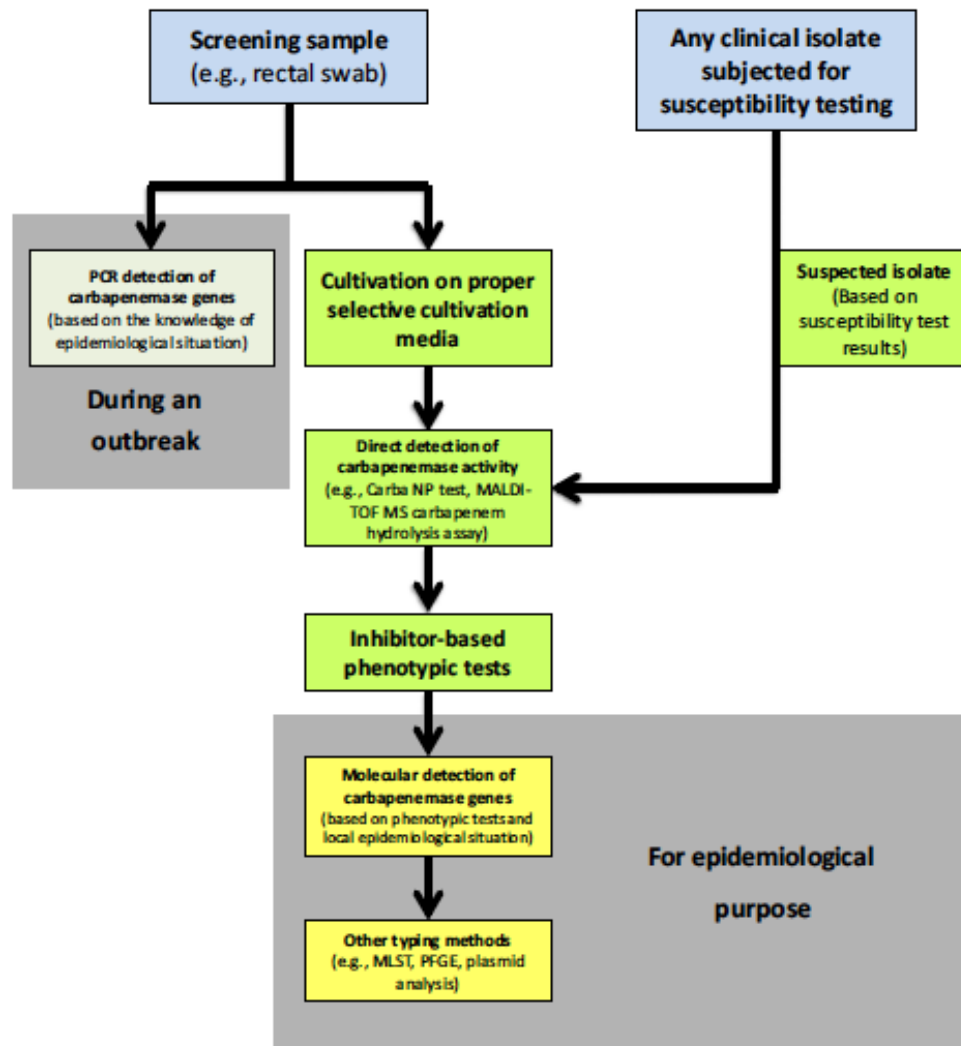 Screening sample
(e.g., rectal swab)
Any clinical isolate
subjected for
susceptibility testing
PCR detection of
carbapenemase genes
(based on the knowledge of
epidemiological situation)
During an
outbreak
Cultivation on proper
selective cultivation
media
Suspected isolate
(Based on
susceptibility test
results)
Direct detection of
carbapenemase activity
(e.g., Carba NP test, MALDI-
TOF MS carbapenem
hydrolysis assay)
Inhibitor-based
phenotypic tests
Molecular detection of
carbapenemase genes
(based on phenotypic tests and
local epidemiological situation)
For epidemiological
purpose
Other typing methods
(e.g., MLST, PFGE, plasmid
analysis)